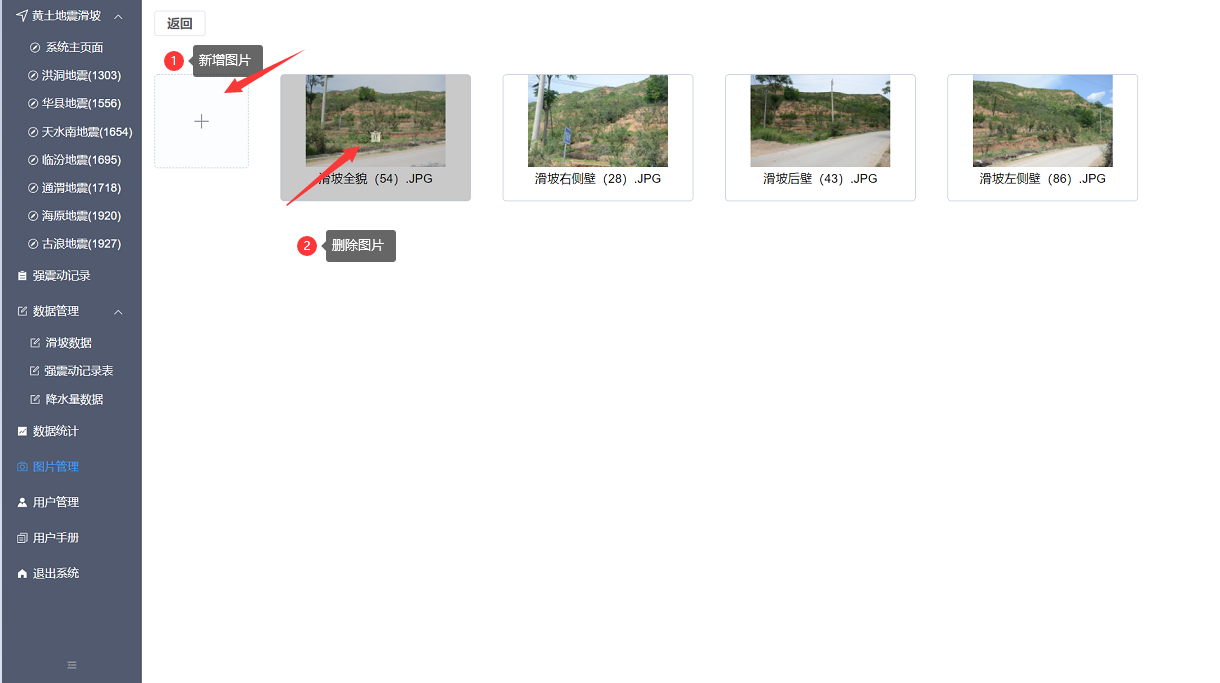 黄土地震滑坡
系统主页面
洪洞地震(1303)
华县地震(1556)
天水南地震(1654)
临汾地震(1695)
通渭地震(1718)
海原地震(1920)
古浪地震(1927)
强震动记录
数据管理
滑坡数据
强震动记录表
降水量数据
数据统计
图片管理
用户管理
用户手册
退出系统
返回
1 新增图片
滑坡全貌（54）.JPG
滑坡右侧壁（28）.JPG
滑坡后壁（43）.JPG
滑坡左侧壁（86）.JPG
2 删除图片